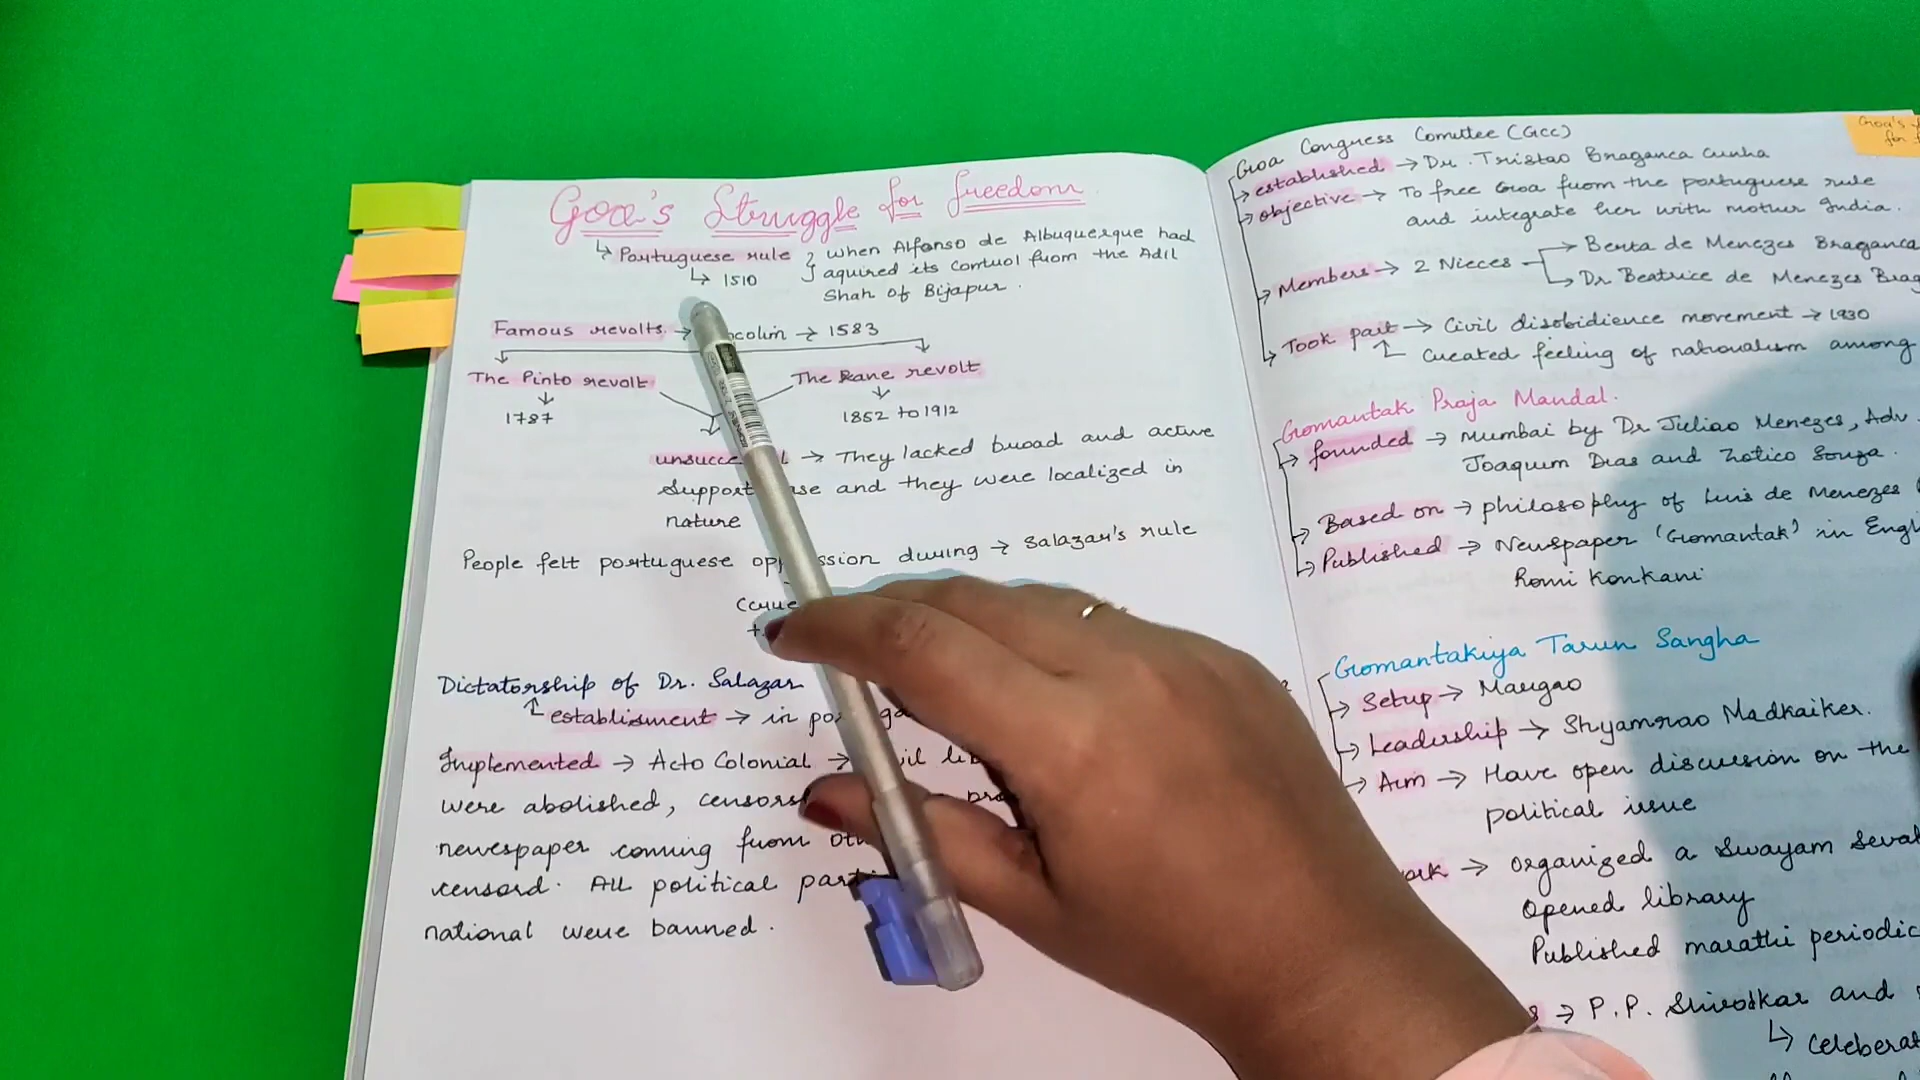 Goa's Struggle for freedom
↳ Portuguese rule } when Alfonso de Albuquerque had
↳ 1510 aquired its control from the Adil
Shah of Bijapur.
Famous revolts → 1583
The Pinto revolt The Rane revolt
1787 1852 to 1912
→ They lacked broad and active
support and they were localized in
nature
People felt portuguese during → Salazar's rule
Dictatorship of Dr. Salazar
establisment → in
Implemented → Acto Colonial →
were abolished,
newspaper coming from
censord. All political
national were banned.
Goa Congress Comittee (GCC)
→ established → Dr. Tristao Braganca Cunha
→ objective → To free Goa from the portuguese rule
and integrate her with mother India.
→ Members → 2 Nieces → Berta de Menezes Braganca
→ Dr. Beatrice de Menezes
→ Took part → Civil disobidience movement → 1930
Created feeling of nationalism among
Gomantak Praja Mandal.
→ founded → Mumbai by Dr Juliao Menezes, Adv.
Joaquim Dias and Zotico Souza.
→ Based on → philosophy of Luis de Menezes
→ Published → Newspaper 'Gomantak' in
Romi Konkani
Gomantakiya Tarun Sangha
→ Setup → Margao
→ Leadership → Shyamrao Madkaiker.
→ Aim → Have open discussion on the
political issue
→ organized a Swayam
Opened library
Published marathi
→ P.P. Shirodkar and
Goa's
for